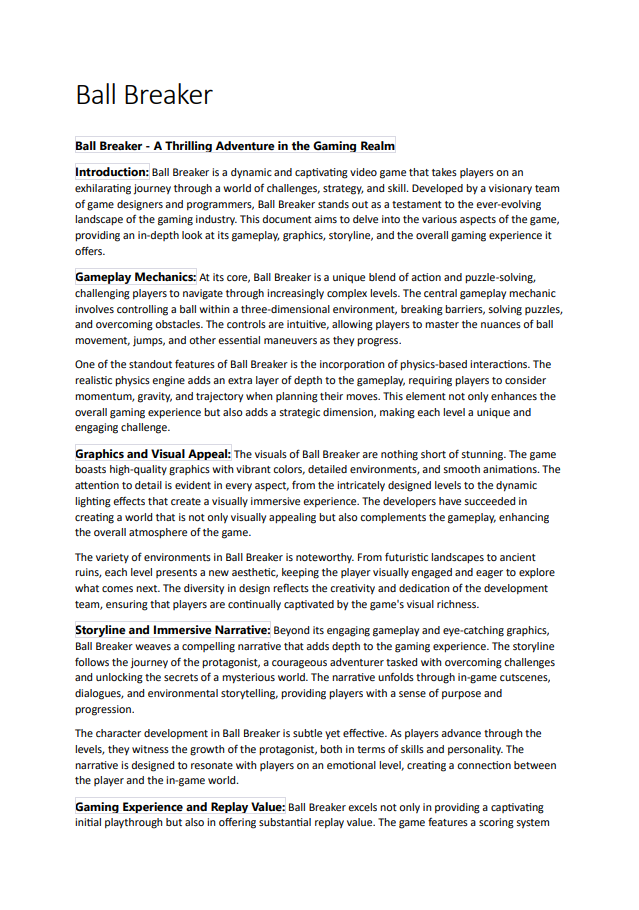 Ball Breaker
Ball Breaker - A Thrilling Adventure in the Gaming Realm
Introduction: Ball Breaker is a dynamic and captivating video game that takes players on an
exhilarating journey through a world of challenges, strategy, and skill. Developed by a visionary team
of game designers and programmers, Ball Breaker stands out as a testament to the ever-evolving
landscape of the gaming industry. This document aims to delve into the various aspects of the game,
providing an in-depth look at its gameplay, graphics, storyline, and the overall gaming experience it
offers.
Gameplay Mechanics: At its core, Ball Breaker is a unique blend of action and puzzle-solving,
challenging players to navigate through increasingly complex levels. The central gameplay mechanic
involves controlling a ball within a three-dimensional environment, breaking barriers, solving puzzles,
and overcoming obstacles. The controls are intuitive, allowing players to master the nuances of ball
movement, jumps, and other essential maneuvers as they progress.
One of the standout features of Ball Breaker is the incorporation of physics-based interactions. The
realistic physics engine adds an extra layer of depth to the gameplay, requiring players to consider
momentum, gravity, and trajectory when planning their moves. This element not only enhances the
overall gaming experience but also adds a strategic dimension, making each level a unique and
engaging challenge.
Graphics and Visual Appeal: The visuals of Ball Breaker are nothing short of stunning. The game
boasts high-quality graphics with vibrant colors, detailed environments, and smooth animations. The
attention to detail is evident in every aspect, from the intricately designed levels to the dynamic
lighting effects that create a visually immersive experience. The developers have succeeded in
creating a world that is not only visually appealing but also complements the gameplay, enhancing
the overall atmosphere of the game.
The variety of environments in Ball Breaker is noteworthy. From futuristic landscapes to ancient
ruins, each level presents a new aesthetic, keeping the player visually engaged and eager to explore
what comes next. The diversity in design reflects the creativity and dedication of the development
team, ensuring that players are continually captivated by the game's visual richness.
Storyline and Immersive Narrative: Beyond its engaging gameplay and eye-catching graphics,
Ball Breaker weaves a compelling narrative that adds depth to the gaming experience. The storyline
follows the journey of the protagonist, a courageous adventurer tasked with overcoming challenges
and unlocking the secrets of a mysterious world. The narrative unfolds through in-game cutscenes,
dialogues, and environmental storytelling, providing players with a sense of purpose and
progression.
The character development in Ball Breaker is subtle yet effective. As players advance through the
levels, they witness the growth of the protagonist, both in terms of skills and personality. The
narrative is designed to resonate with players on an emotional level, creating a connection between
the player and the in-game world.
Gaming Experience and Replay Value: Ball Breaker excels not only in providing a captivating
initial playthrough but also in offering substantial replay value. The game features a scoring system